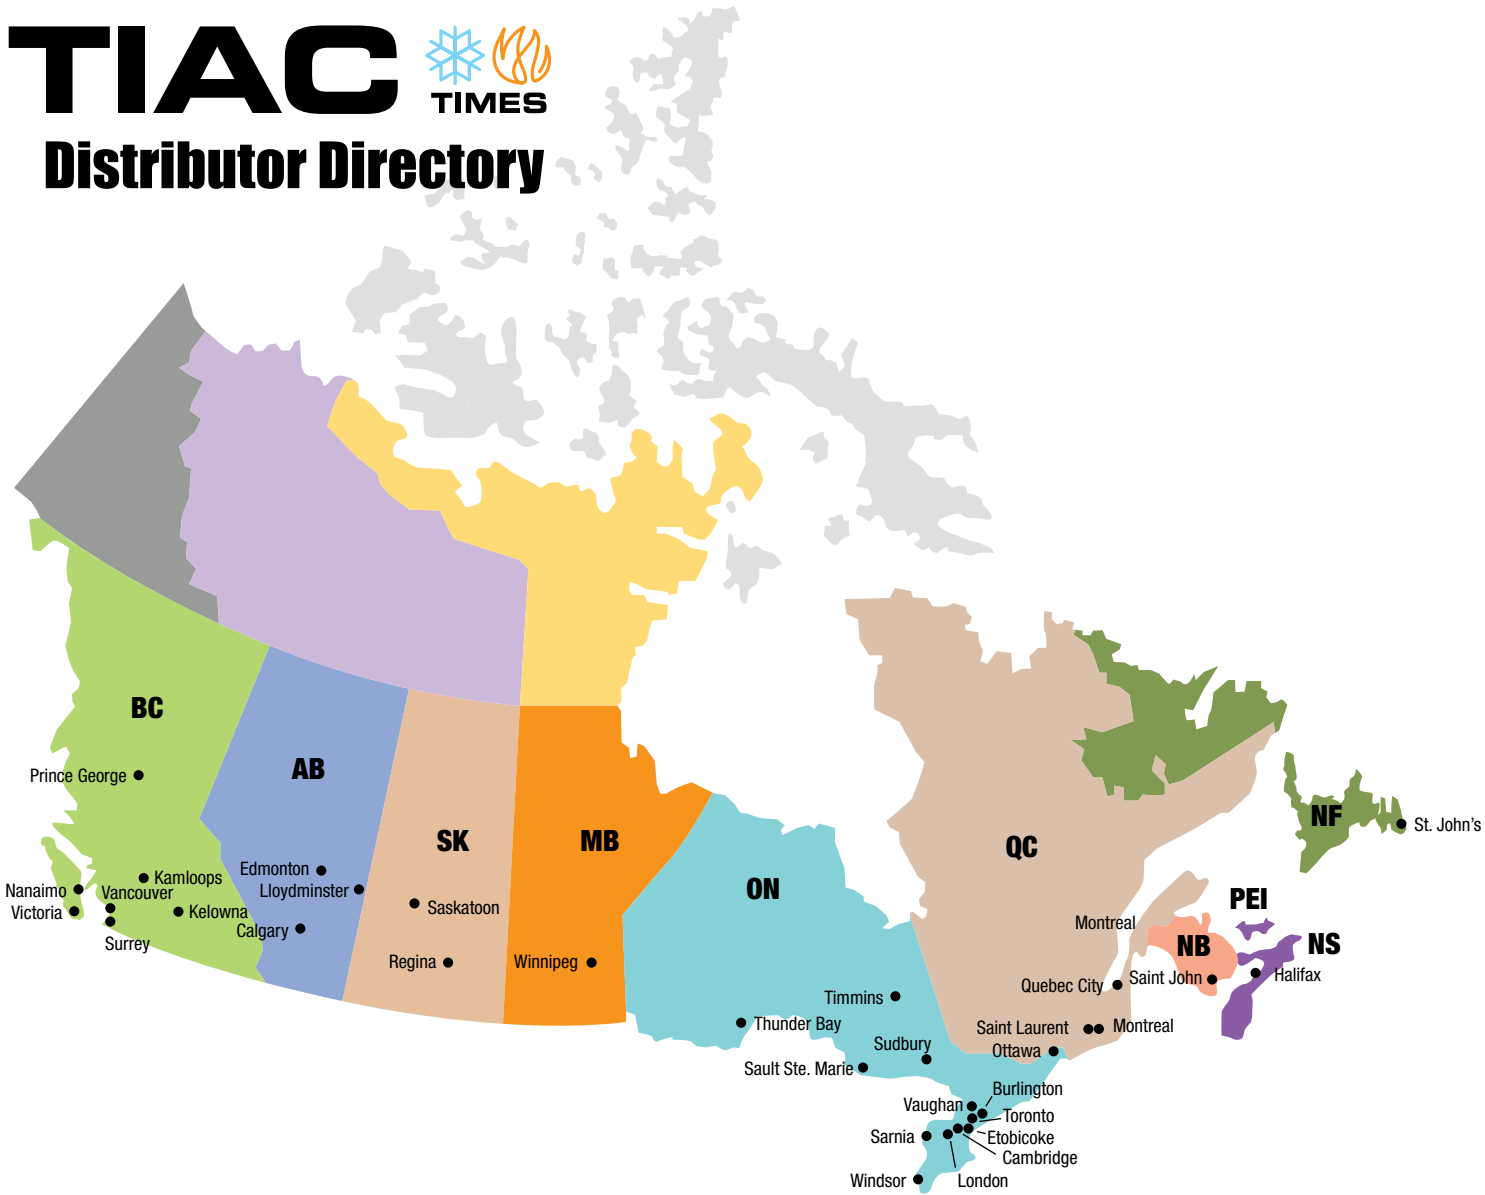 TIAC
TIMES
Distributor Directory
BC
Prince George
AB
SK
MB
ON
QC
NF
St. John's
PEI
NB
NS
Edmonton
Lloydminster
Calgary
Kamloops
Nanaimo
Vancouver
Victoria
Kelowna
Surrey
Saskatoon
Regina
Winnipeg
Montreal
Quebec City
Saint John
Halifax
Timmins
Thunder Bay
Saint Laurent
Montreal
Sudbury
Ottawa
Sault Ste. Marie
Burlington
Vaughan
Toronto
Sarnia
Etobicoke
Cambridge
Windsor
London